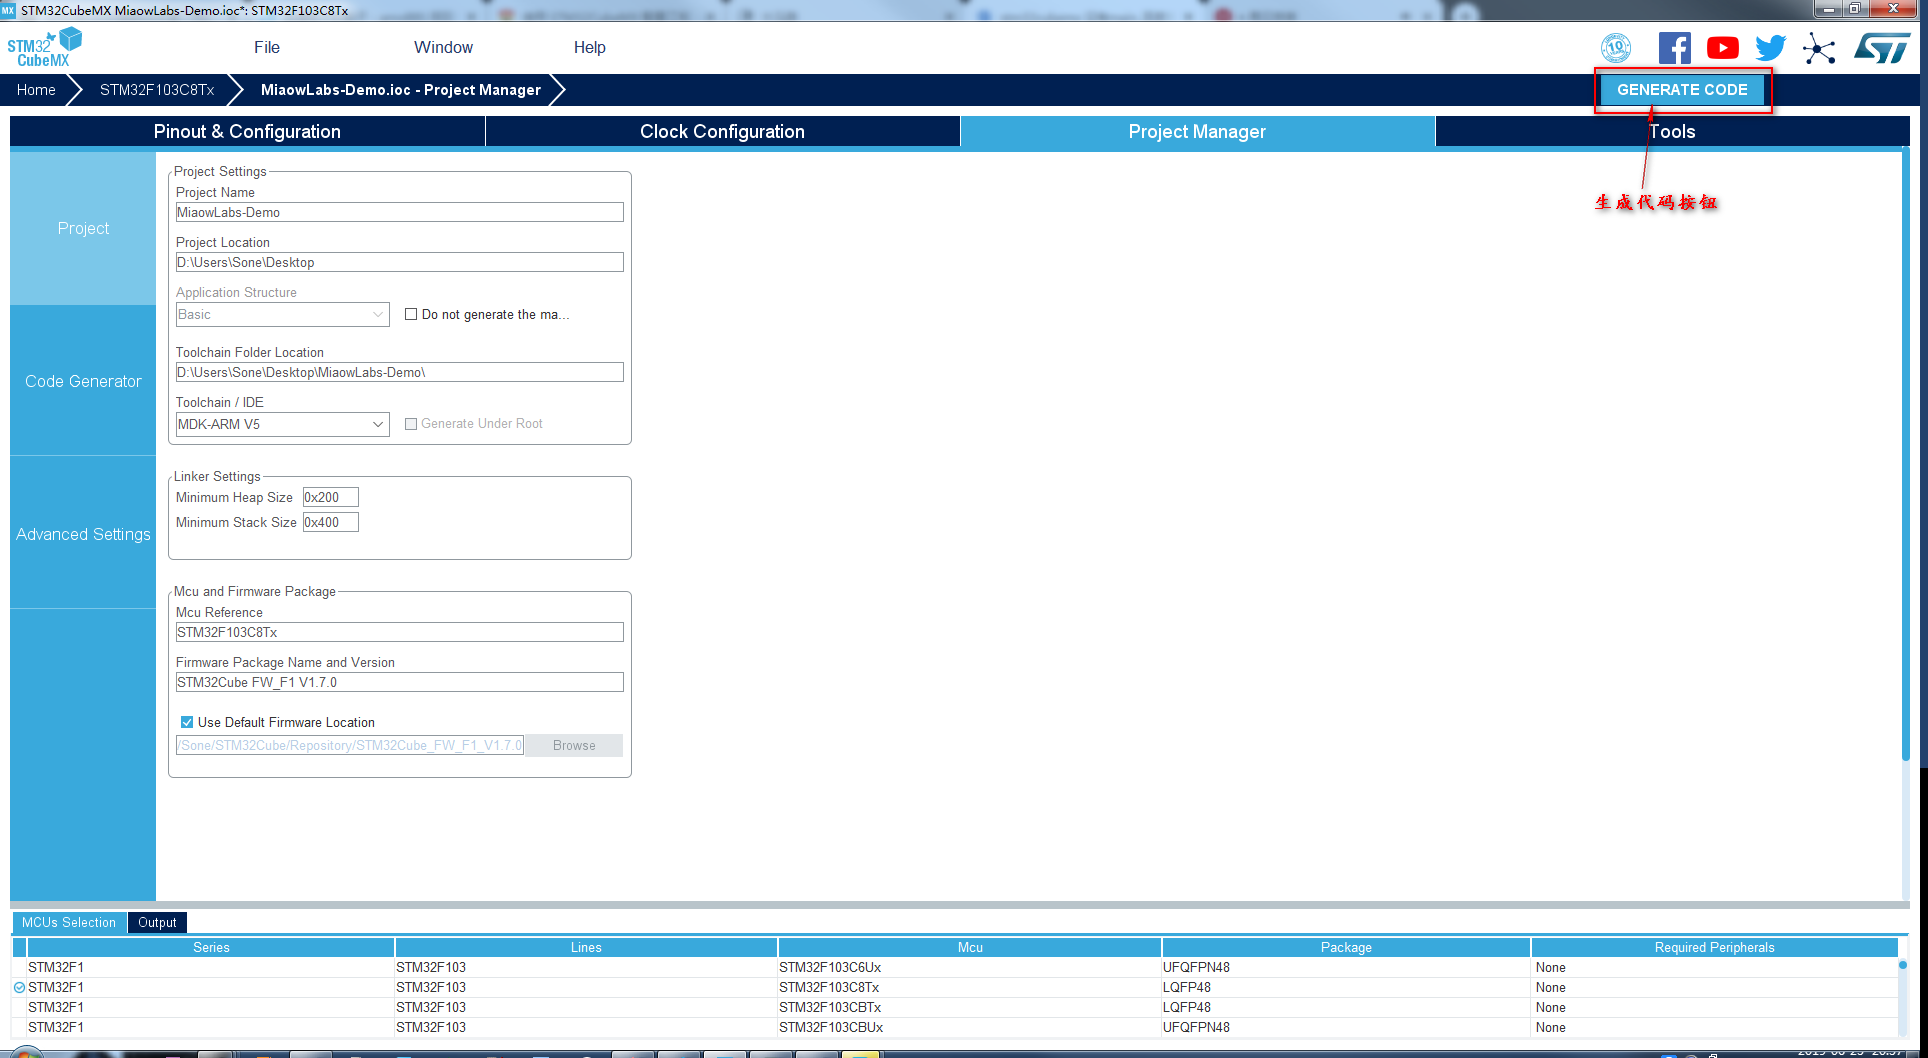 STM32CubeMX MiaowLabs-Demo.ioc*: STM32F103C8Tx
STM32
CubeMX
File
Window
Help
10
Home
STM32F103C8Tx
MiaowLabs-Demo.ioc - Project Manager
GENERATE CODE
Pinout & Configuration
Clock Configuration
Project Manager
Tools
生成代码按钮
Project
Code Generator
Advanced Settings
Project Settings
Project Name
MiaowLabs-Demo
Project Location
D:\Users\Sone\Desktop
Application Structure
Basic
Do not generate the ma...
Toolchain Folder Location
D:\Users\Sone\Desktop\MiaowLabs-Demo\
Toolchain / IDE
MDK-ARM V5
Generate Under Root
Linker Settings
Minimum Heap Size 0x200
Minimum Stack Size 0x400
Mcu and Firmware Package
Mcu Reference
STM32F103C8Tx
Firmware Package Name and Version
STM32Cube FW_F1 V1.7.0
Use Default Firmware Location
/Sone/STM32Cube/Repository/STM32Cube_FW_F1_V1.7.0
Browse
MCUs Selection
Output
Series Lines Mcu Package Required Peripherals
STM32F1 STM32F103 STM32F103C6Ux UFQFPN48 None
STM32F1 STM32F103 STM32F103C8Tx LQFP48 None
STM32F1 STM32F103 STM32F103CBTx LQFP48 None
STM32F1 STM32F103 STM32F103CBUx UFQFPN48 None